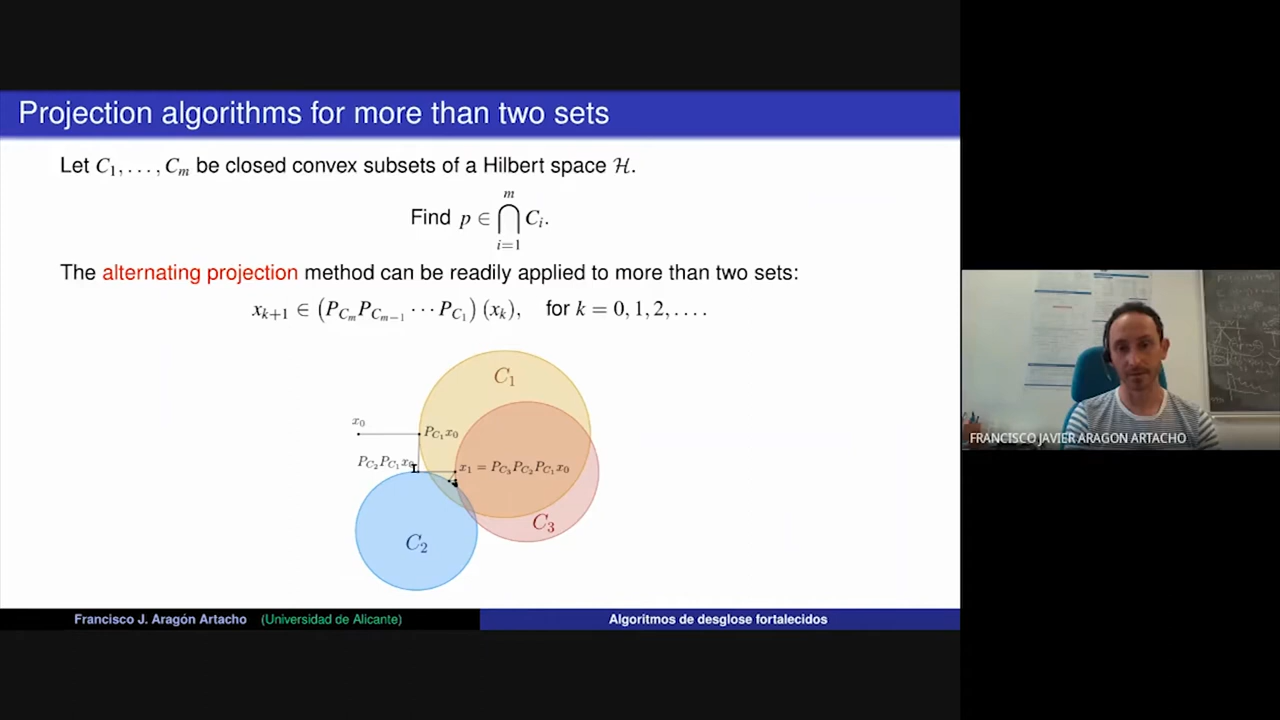 Projection algorithms for more than two sets
Let C₁, . . . , Cₘ be closed convex subsets of a Hilbert space ℋ.
m
Find p ∈ ⋂ Cᵢ.
i=1
The alternating projection method can be readily applied to more than two sets:
xₖ₊₁ ∈ (P_{Cₘ} P_{Cₘ₋₁} · · · P_{C₁}) (xₖ), for k = 0, 1, 2, . . . .
C₁
x₀
P_{C₁}x₀
P_{C₂}P_{C₁}x₀
x₁ = P_{C₃}P_{C₂}P_{C₁}x₀
C₃
C₂
FRANCISCO JAVIER ARAGON ARTACHO
Francisco J. Aragón Artacho (Universidad de Alicante)
Algoritmos de desglose fortalecidos